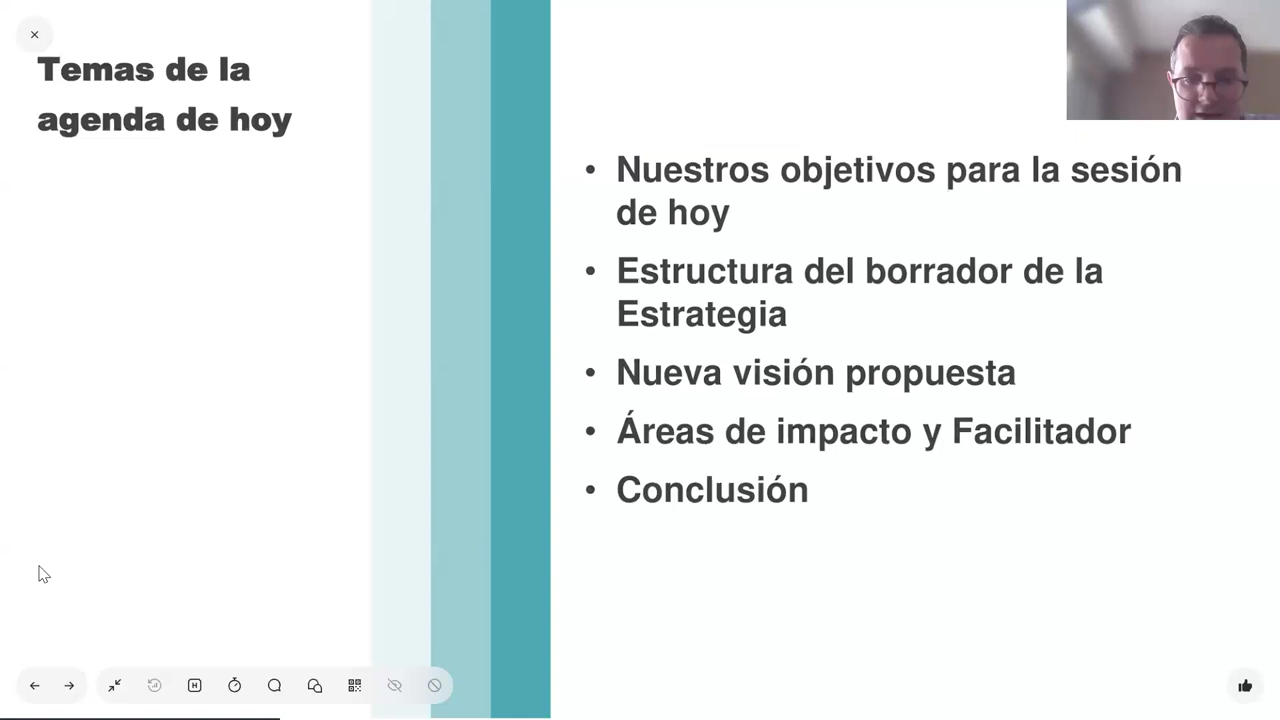 Temas de la
agenda de hoy
• Nuestros objetivos para la sesión
de hoy
• Estructura del borrador de la
Estrategia
• Nueva visión propuesta
• Áreas de impacto y Facilitador
• Conclusión